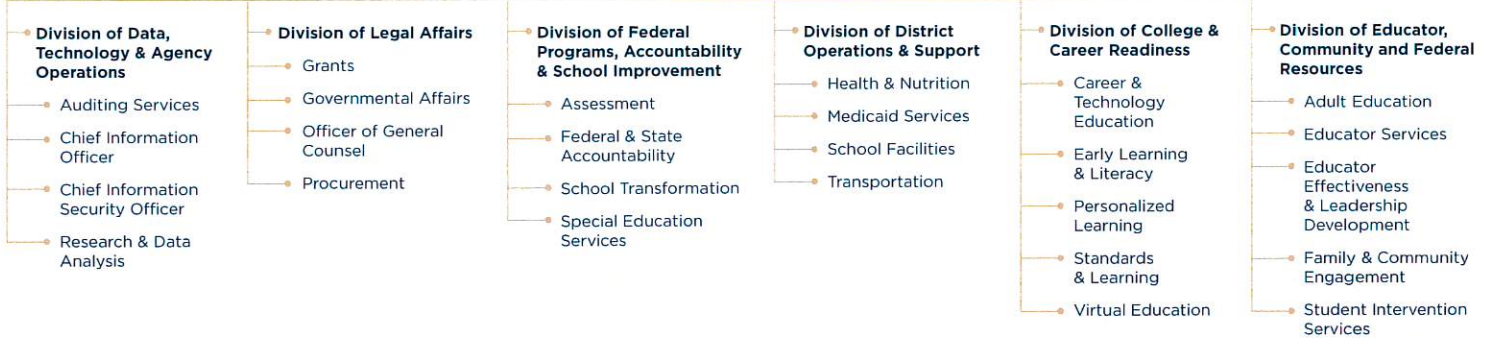 Division of Data,
Technology & Agency
Operations
Auditing Services
Chief Information
Officer
Chief Information
Security Officer
Research & Data
Analysis
Division of Legal Affairs
Grants
Governmental Affairs
Officer of General
Counsel
Procurement
Division of Federal
Programs, Accountability
& School Improvement
Assessment
Federal & State
Accountability
School Transformation
Special Education
Services
Division of District
Operations & Support
Health & Nutrition
Medicaid Services
School Facilities
Transportation
Division of College &
Career Readiness
Career &
Technology
Education
Early Learning
& Literacy
Personalized
Learning
Standards
& Learning
Virtual Education
Division of Educator,
Community and Federal
Resources
Adult Education
Educator Services
Educator
Effectiveness
& Leadership
Development
Family & Community
Engagement
Student Intervention
Services